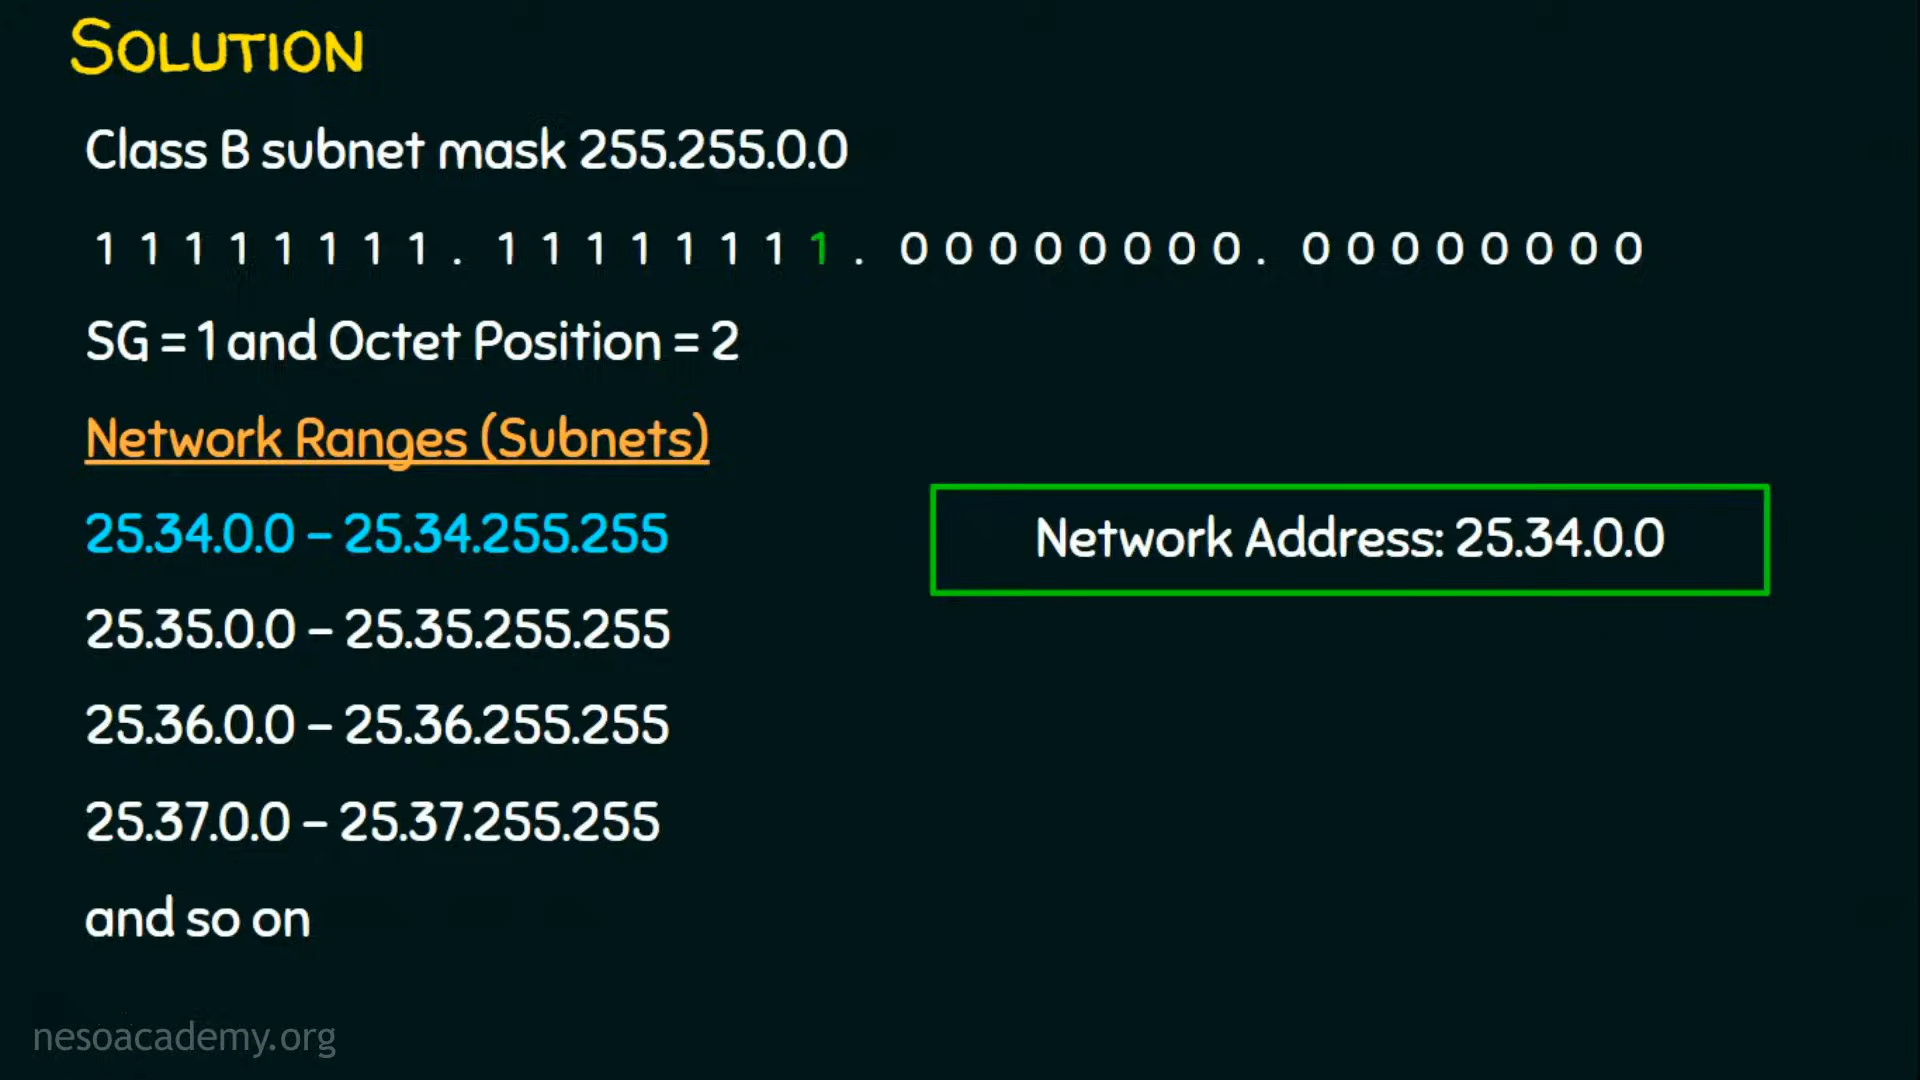 SOLUTION
Class B subnet mask 255.255.0.0
1 1 1 1 1 1 1 1 . 1 1 1 1 1 1 1 1 . 0 0 0 0 0 0 0 0 . 0 0 0 0 0 0 0 0
SG = 1 and Octet Position = 2
Network Ranges (Subnets)
25.34.0.0 – 25.34.255.255
Network Address: 25.34.0.0
25.35.0.0 – 25.35.255.255
25.36.0.0 – 25.36.255.255
25.37.0.0 – 25.37.255.255
and so on
nesoacademy.org